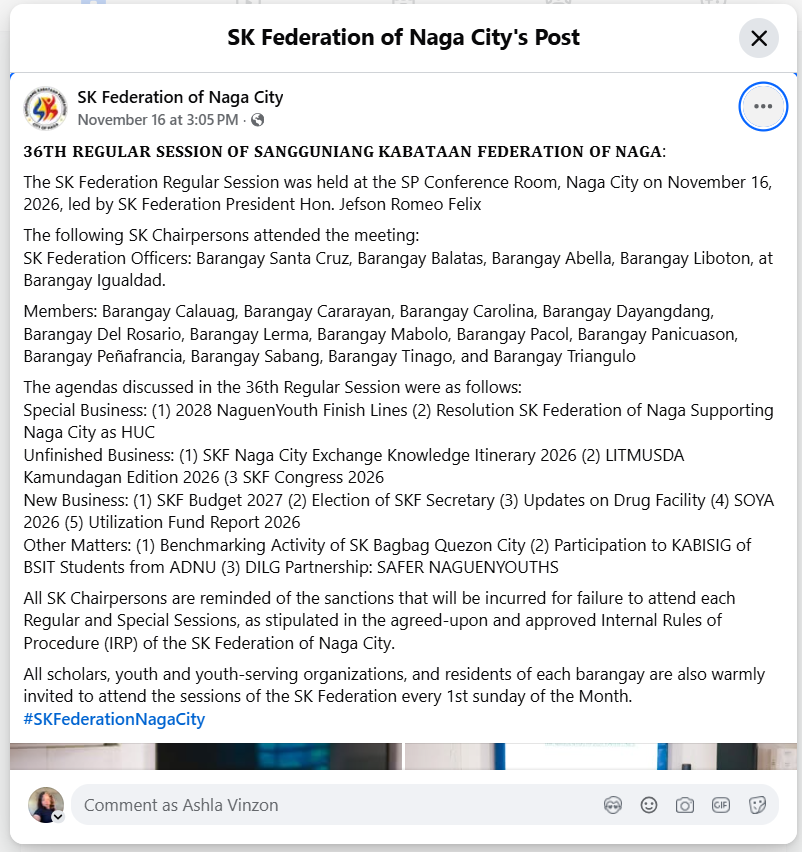 SK Federation of Naga City's Post
SK Federation of Naga City
November 16 at 3:05 PM ·
36TH REGULAR SESSION OF SANGGUNIANG KABATAAN FEDERATION OF NAGA:
The SK Federation Regular Session was held at the SP Conference Room, Naga City on November 16,
2026, led by SK Federation President Hon. Jefson Romeo Felix
The following SK Chairpersons attended the meeting:
SK Federation Officers: Barangay Santa Cruz, Barangay Balatas, Barangay Abella, Barangay Liboton, at
Barangay Igualdad.
Members: Barangay Calauag, Barangay Cararayan, Barangay Carolina, Barangay Dayangdang,
Barangay Del Rosario, Barangay Lerma, Barangay Mabolo, Barangay Pacol, Barangay Panicuason,
Barangay Peñafrancia, Barangay Sabang, Barangay Tinago, and Barangay Triangulo
The agendas discussed in the 36th Regular Session were as follows:
Special Business: (1) 2028 NaguenYouth Finish Lines (2) Resolution SK Federation of Naga Supporting
Naga City as HUC
Unfinished Business: (1) SKF Naga City Exchange Knowledge Itinerary 2026 (2) LITMUSDA
Kamundagan Edition 2026 (3 SKF Congress 2026
New Business: (1) SKF Budget 2027 (2) Election of SKF Secretary (3) Updates on Drug Facility (4) SOYA
2026 (5) Utilization Fund Report 2026
Other Matters: (1) Benchmarking Activity of SK Bagbag Quezon City (2) Participation to KABISIG of
BSIT Students from ADNU (3) DILG Partnership: SAFER NAGUENYOUTHS
All SK Chairpersons are reminded of the sanctions that will be incurred for failure to attend each
Regular and Special Sessions, as stipulated in the agreed-upon and approved Internal Rules of
Procedure (IRP) of the SK Federation of Naga City.
All scholars, youth and youth-serving organizations, and residents of each barangay are also warmly
invited to attend the sessions of the SK Federation every 1st sunday of the Month.
#SKFederationNagaCity
Comment as Ashla Vinzon
GIF